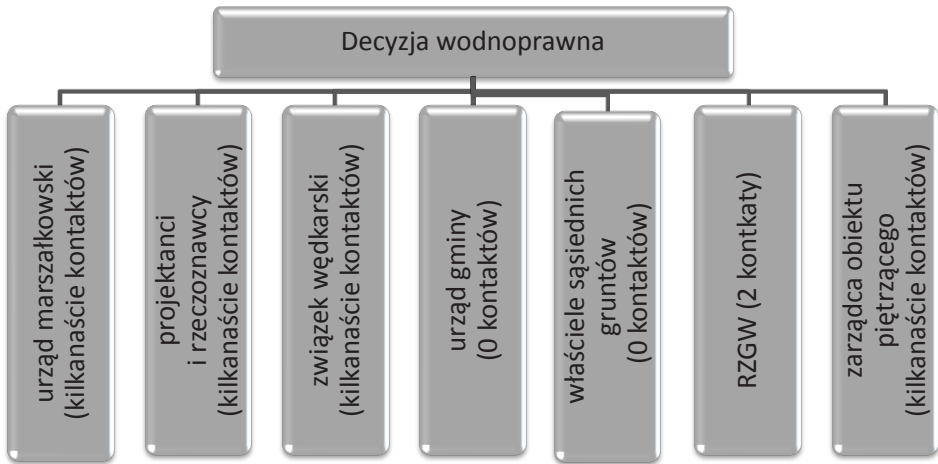 Decyzja wodnoprawna
urząd marszałkowski
(kilkanaście kontaktów)
projektanci
i rzeczoznawcy
(kilkanaście kontaktów)
związek wędkarski
(kilkanaście kontaktów)
urząd gminy
(0 kontaktów)
właściele sąsiednich
gruntów
(0 kontaktów)
RZGW (2 kontkaty)
zarządca obiektu
piętrzącego
(kilkanaście kontaktów)